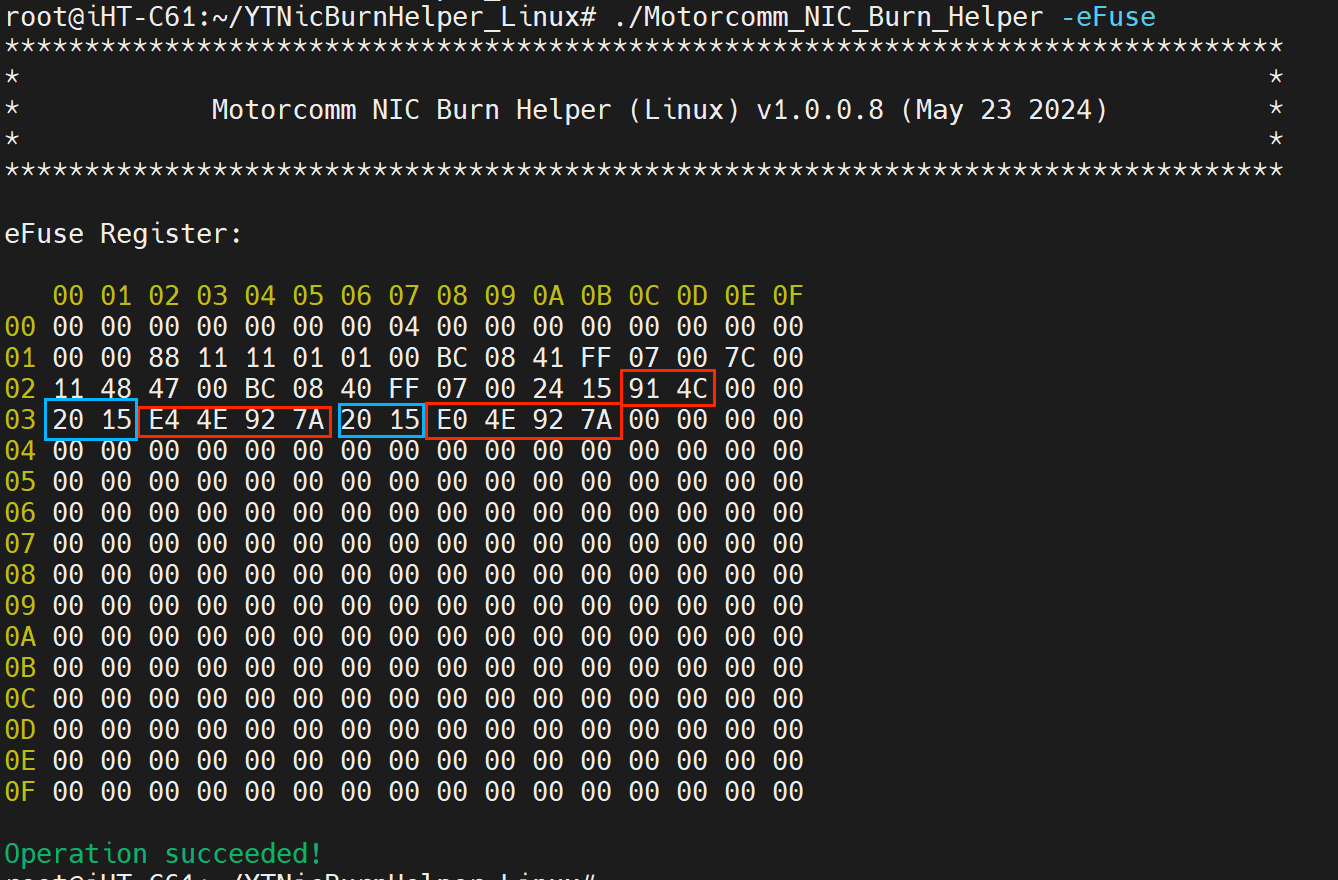 root@iHT-C61:~/YTNicBurnHelper_Linux# ./Motorcomm_NIC_Burn_Helper -eFuse
********************************************************************************
* *
* Motorcomm NIC Burn Helper (Linux) v1.0.0.8 (May 23 2024) *
* *
********************************************************************************
eFuse Register:
00 01 02 03 04 05 06 07 08 09 0A 0B 0C 0D 0E 0F
00 00 00 00 00 00 00 00 04 00 00 00 00 00 00 00 00
01 00 00 88 11 11 01 01 00 BC 08 41 FF 07 00 7C 00
02 11 48 47 00 BC 08 40 FF 07 00 24 15 91 4C 00 00
03 20 15 E4 4E 92 7A 20 15 E0 4E 92 7A 00 00 00 00
04 00 00 00 00 00 00 00 00 00 00 00 00 00 00 00 00
05 00 00 00 00 00 00 00 00 00 00 00 00 00 00 00 00
06 00 00 00 00 00 00 00 00 00 00 00 00 00 00 00 00
07 00 00 00 00 00 00 00 00 00 00 00 00 00 00 00 00
08 00 00 00 00 00 00 00 00 00 00 00 00 00 00 00 00
09 00 00 00 00 00 00 00 00 00 00 00 00 00 00 00 00
0A 00 00 00 00 00 00 00 00 00 00 00 00 00 00 00 00
0B 00 00 00 00 00 00 00 00 00 00 00 00 00 00 00 00
0C 00 00 00 00 00 00 00 00 00 00 00 00 00 00 00 00
0D 00 00 00 00 00 00 00 00 00 00 00 00 00 00 00 00
0E 00 00 00 00 00 00 00 00 00 00 00 00 00 00 00 00
0F 00 00 00 00 00 00 00 00 00 00 00 00 00 00 00 00
Operation succeeded!
root@iHT-C61:~/YTNicBurnHelper_Linux#